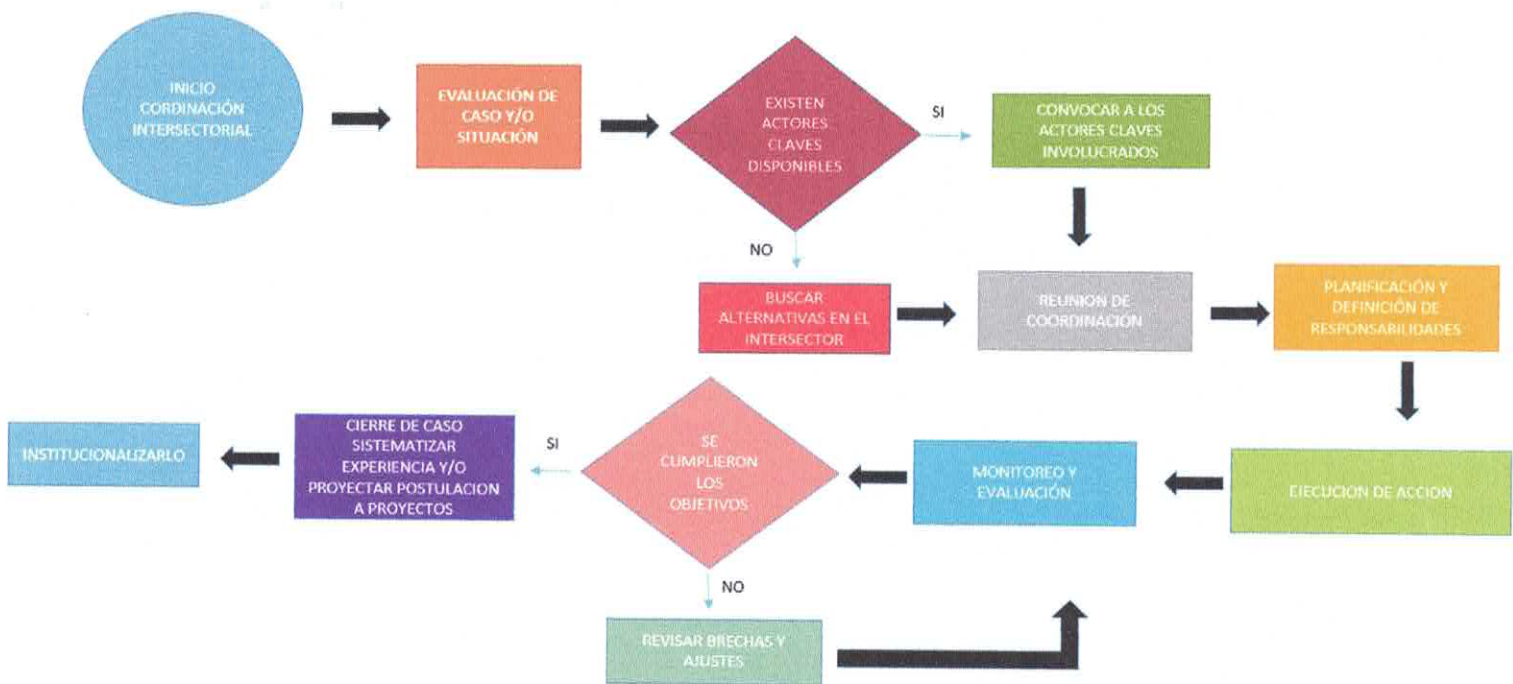 INICIO
CORDINACIÓN
INTERSECTORIAL
EVALUACIÓN DE
CASO Y/O
SITUACIÓN
EXISTEN
ACTORES
CLAVES
DISPONIBLES
SI
CONVOCAR A LOS
ACTORES CLAVES
INVOLUCRADOS
NO
BUSCAR
ALTERNATIVAS EN EL
INTERSECTOR
REUNION DE
COORDINACIÓN
PLANIFICACIÓN Y
DEFINICIÓN DE
RESPONSABILIDADES
INSTITUCIONALIZARLO
CIERRE DE CASO
SISTEMATIZAR
EXPERIENCIA Y/O
PROYECTAR POSTULACION
A PROYECTOS
SI
SE
CUMPLIERON
LOS
OBJETIVOS
MONITOREO Y
EVALUACIÓN
EJECUCION DE ACCION
NO
REVISAR BRECHAS Y
AJUSTES